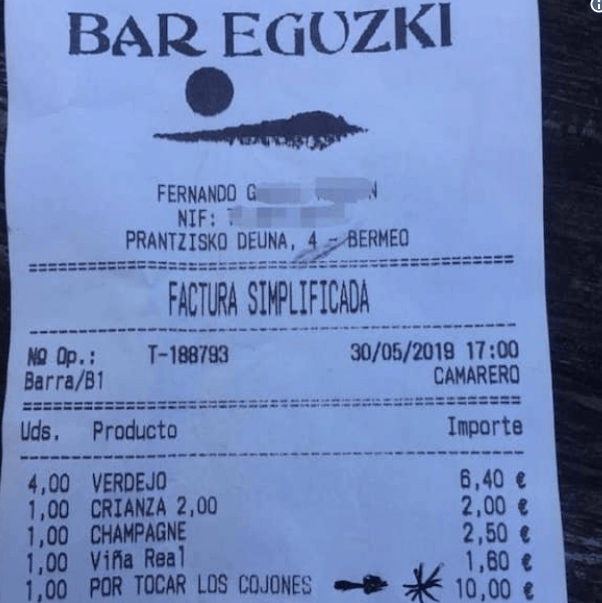 BAR EGUZKI
FERNANDO G
NIF:
PRANTZISKO DEUNA, 4 - BERMEO
FACTURA SIMPLIFICADA
Nº Op.: T-188793 30/05/2019 17:00
Barra/B1 CAMARERO
Uds. Producto Importe
4,00 VERDEJO 6,40 €
1,00 CRIANZA 2,00 2,00 €
1,00 CHAMPAGNE 2,50 €
1,00 Viña Real 1,60 €
1,00 POR TOCAR LOS COJONES 10,00 €